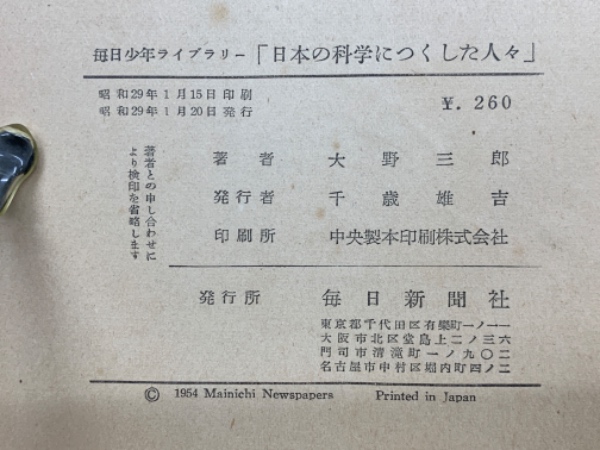 毎日少年ライブラリー「日本の科学につくした人々」
昭和29年1月15日印刷
昭和29年1月20日発行
¥. 260
著者との申し合わせに
より検印を省略します
著者 大野三郎
発行者 千歳雄吉
印刷所 中央製本印刷株式会社
発行所 毎日新聞社
東京都千代田区有樂町一ノ一一
大阪市北区堂島上二ノ三六
門司市清滝町一ノ九〇二
名古屋市中村区堀内町四ノ二
© 1954 Mainichi Newspapers Printed in Japan